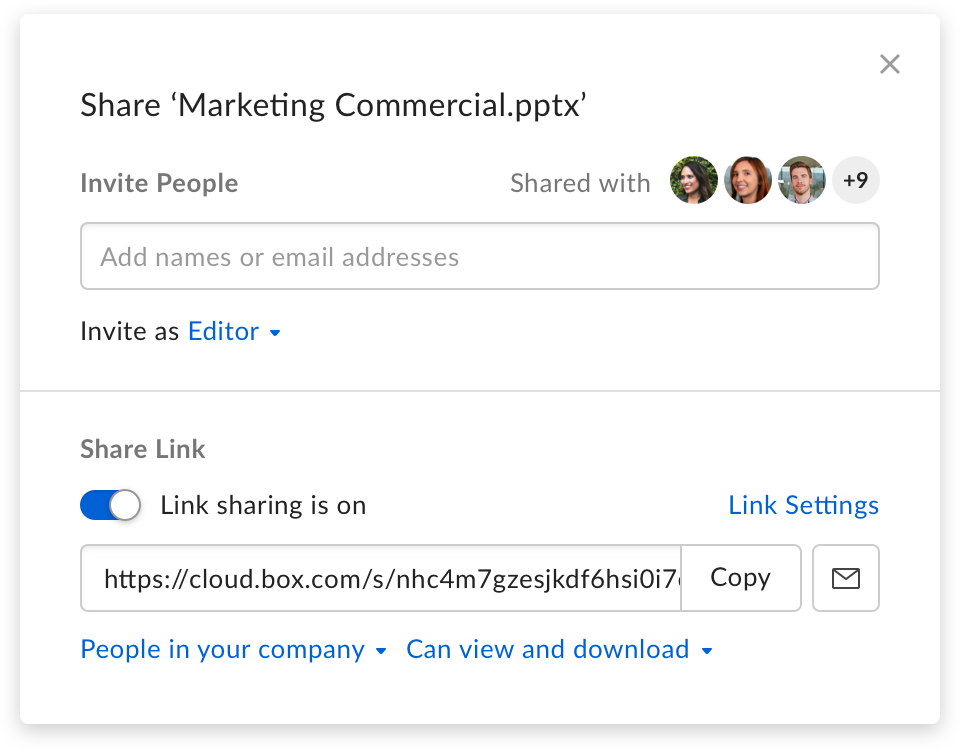 Share ‘Marketing Commercial.pptx’
Invite People Shared with +9
Add names or email addresses
Invite as Editor
Share Link
Link sharing is on Link Settings
https://cloud.box.com/s/nhc4m7gzesjkdf6hsi0i7 Copy
People in your company Can view and download